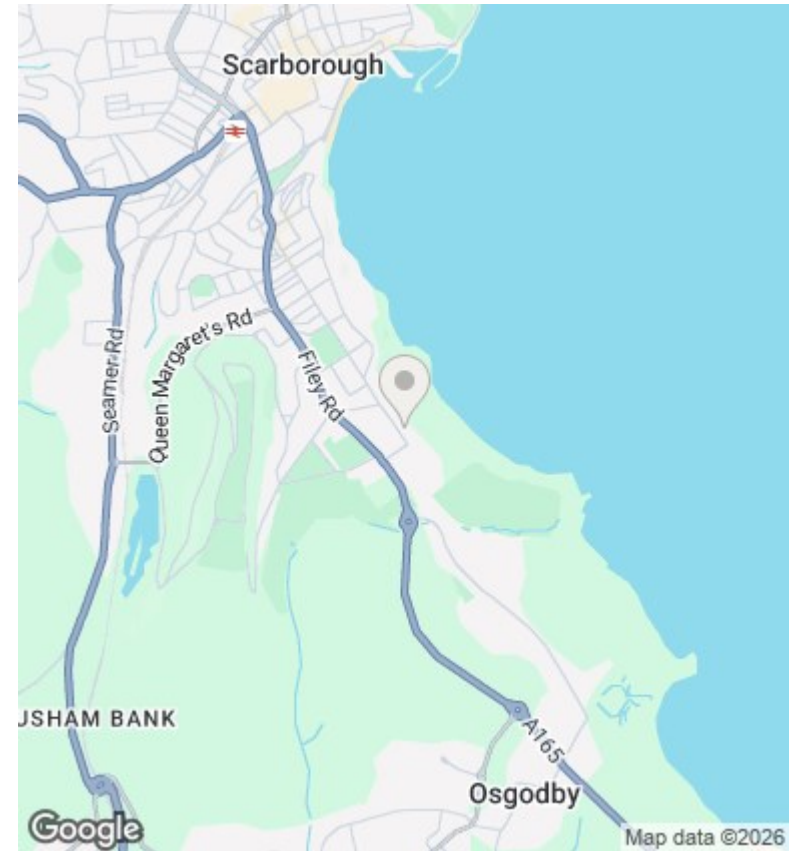 Scarborough
Queen Margaret's Rd
Seamer Rd
Filey Rd
USHAM BANK
A165
Osgodby
Google
Map data ©2026